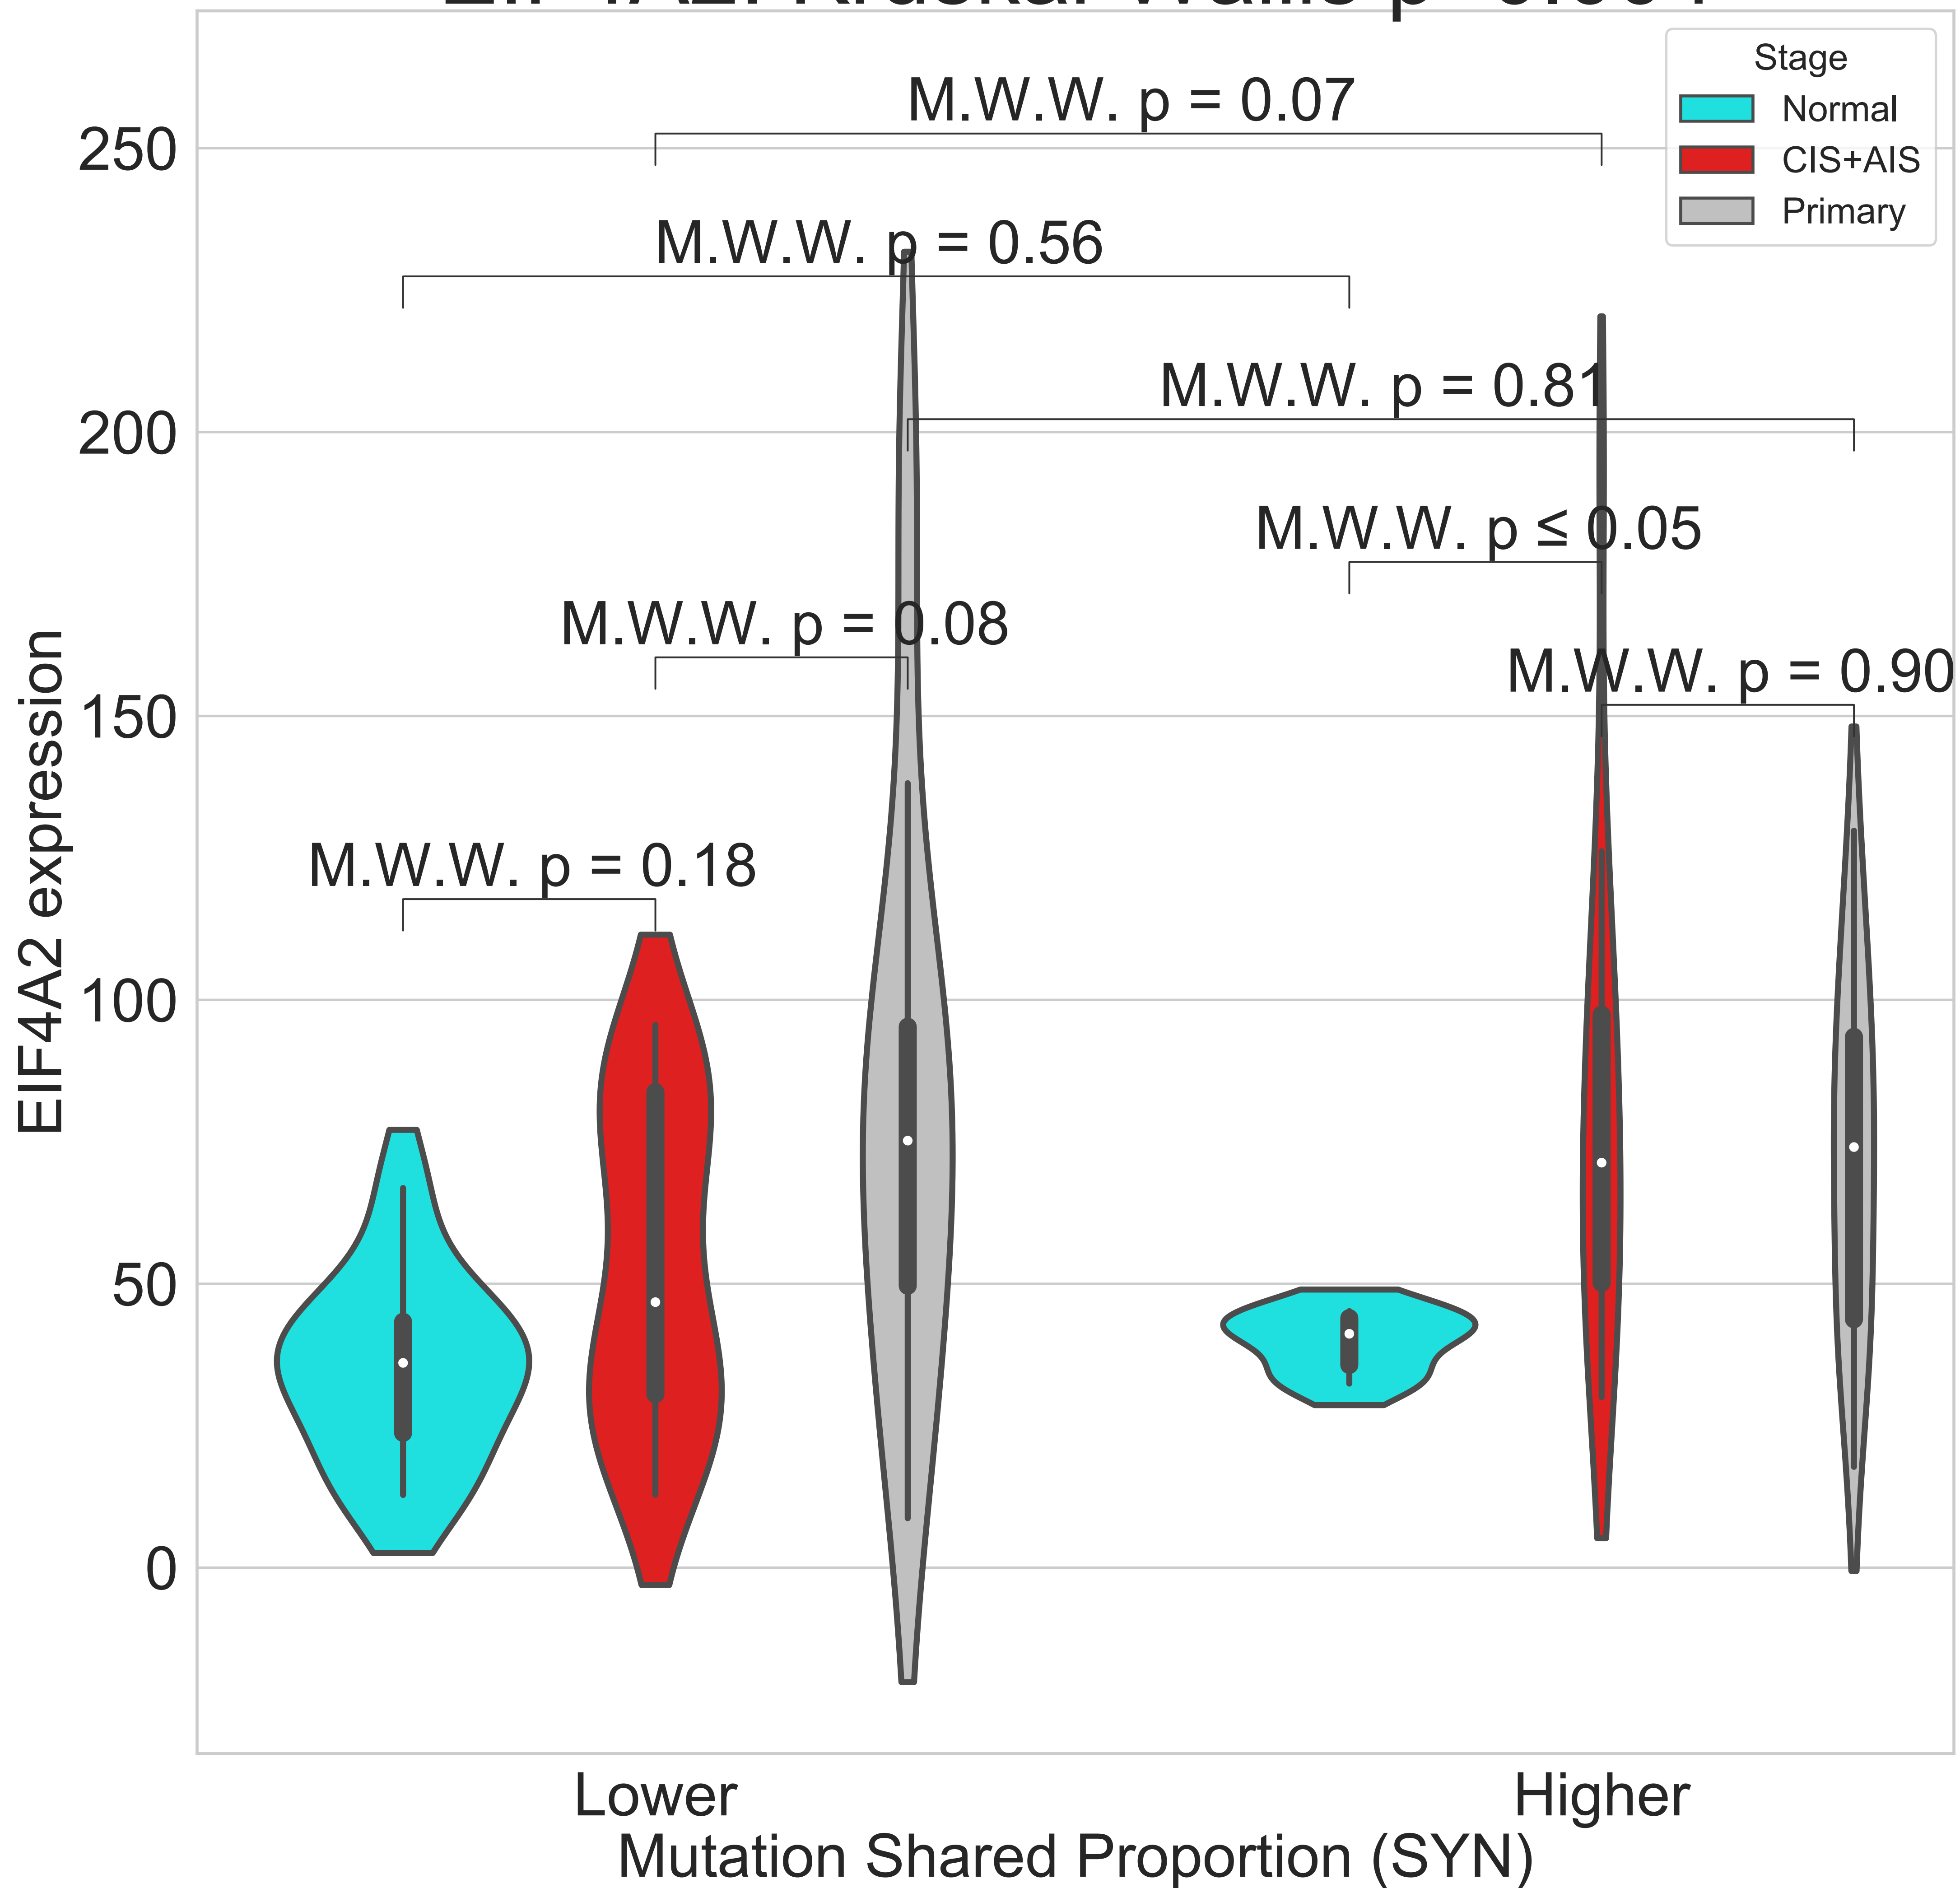 Stage
Normal
CIS+AIS
Primary
M.W.W. p = 0.07
M.W.W. p = 0.56
M.W.W. p = 0.81
M.W.W. p ≤ 0.05
M.W.W. p = 0.08
M.W.W. p = 0.90
M.W.W. p = 0.18
250
200
150
100
50
0
EIF4A2 expression
Lower
Higher
Mutation Shared Proportion (SYN)